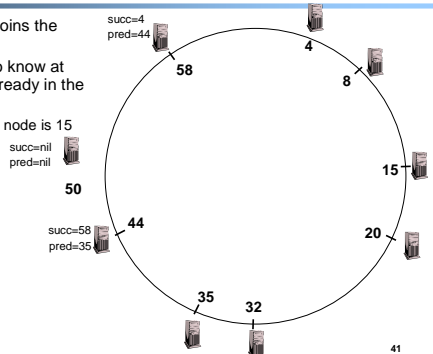 oins the
o know at
ready in the
node is 15
succ=4
pred=44
58
4
8
succ=nil
pred=nil
50
15
succ=58
pred=35
44
20
35
32
41